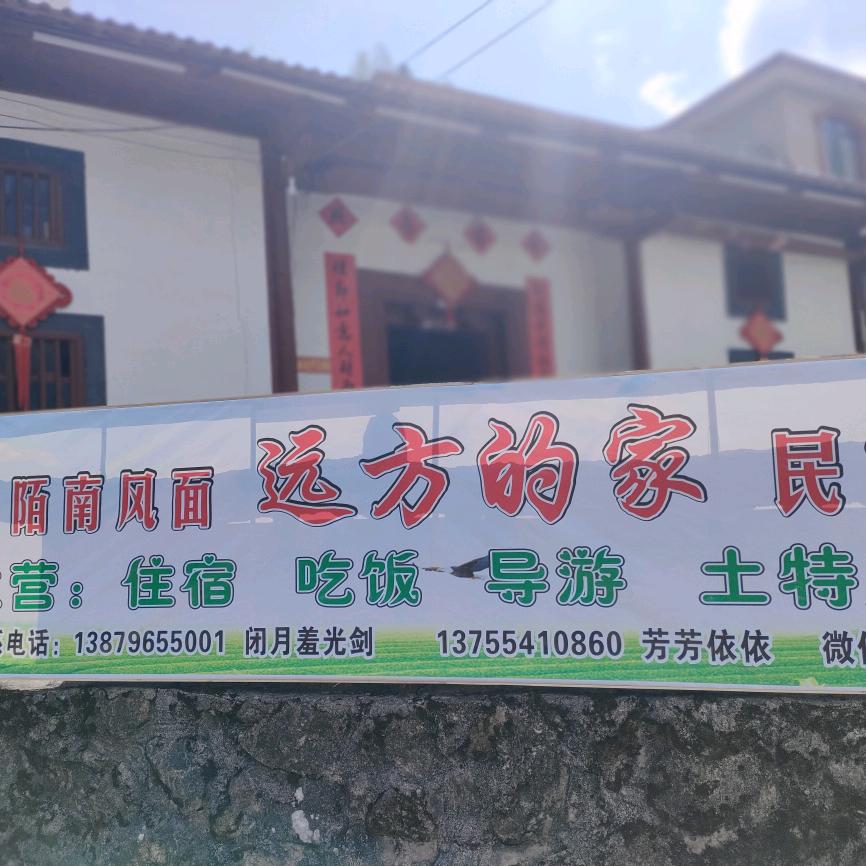 陌南风面 远方的家 民
营：住宿 吃饭 导游 土特
电话：13879655001 闭月羞光剑 13755410860 芳芳依依 微信